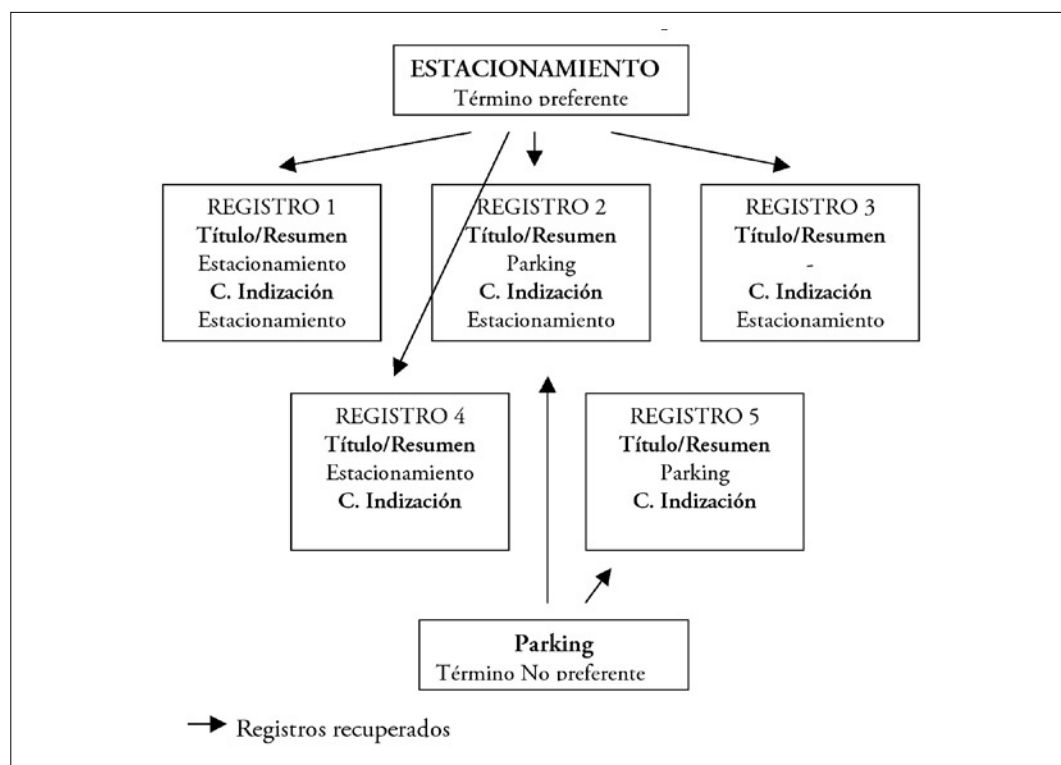 ESTACIONAMIENTO
Término preferente
REGISTRO 1
Título/Resumen
Estacionamiento
C. Indización
Estacionamiento
REGISTRO 2
Título/Resumen
Parking
C. Indización
Estacionamiento
REGISTRO 3
Título/Resumen
-
C. Indización
Estacionamiento
REGISTRO 4
Título/Resumen
Estacionamiento
C. Indización
REGISTRO 5
Título/Resumen
Parking
C. Indización
Parking
Término No preferente
Registros recuperados